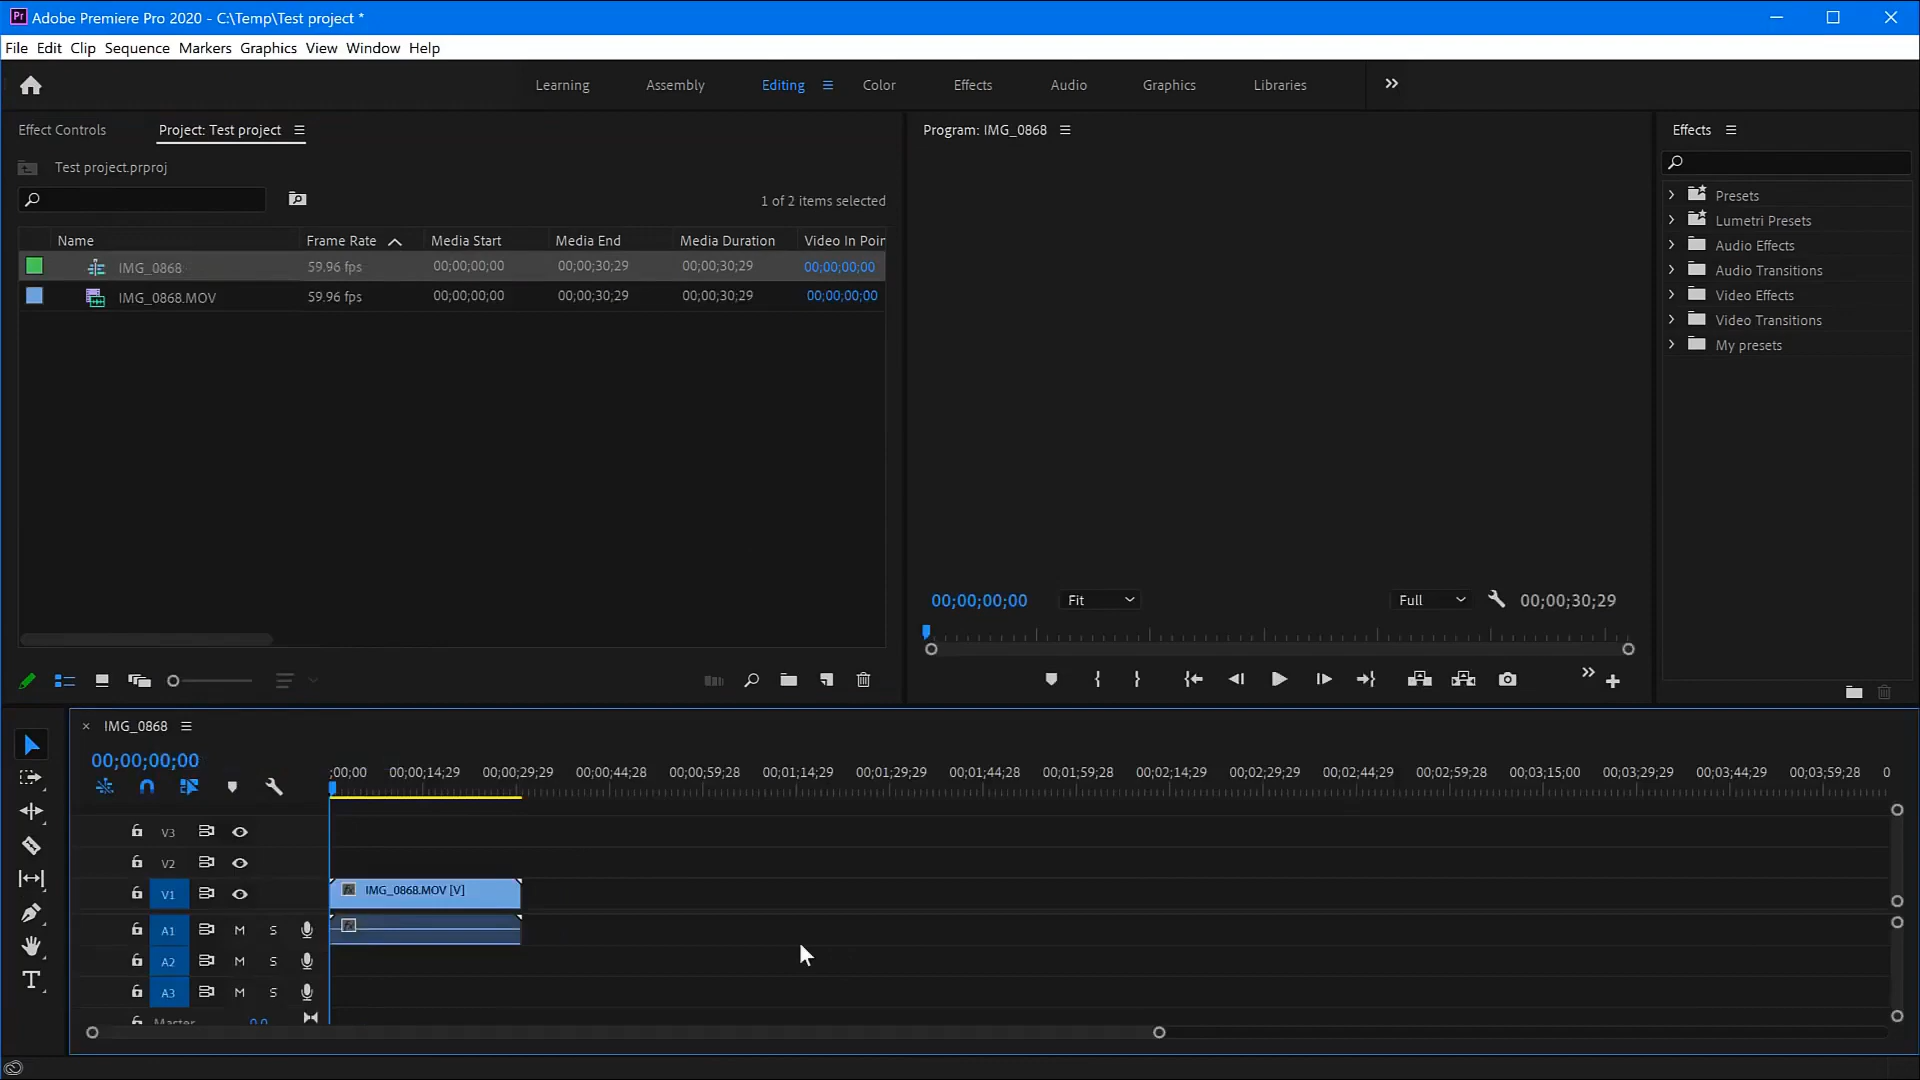 Pr Adobe Premiere Pro 2020 - C:\Temp\Test project *
File Edit Clip Sequence Markers Graphics View Window Help
Learning Assembly Editing Color Effects Audio Graphics Libraries
Effect Controls Project: Test project
Test project.prproj
1 of 2 items selected
Name Frame Rate Media Start Media End Media Duration Video In Poin
IMG_0868 59.96 fps 00;00;00;00 00;00;30;29 00;00;30;29 00;00;00;00
IMG_0868.MOV 59.96 fps 00;00;00;00 00;00;30;29 00;00;30;29 00;00;00;00
Program: IMG_0868
00;00;00;00 Fit Full 00;00;30;29
Effects
Presets
Lumetri Presets
Audio Effects
Audio Transitions
Video Effects
Video Transitions
My presets
× IMG_0868
00;00;00;00
;00;00 00;00;14;29 00;00;29;29 00;00;44;28 00;00;59;28 00;01;14;29 00;01;29;29 00;01;44;28 00;01;59;28 00;02;14;29 00;02;29;29 00;02;44;28 00;02;59;28 00;03;15;00 00;03;29;29 00;03;44;29 00;03;59;28 0
V3
V2
V1 fx IMG_0868.MOV [V]
A1 M S fx
A2 M S
A3 M S
Master 0.0
T